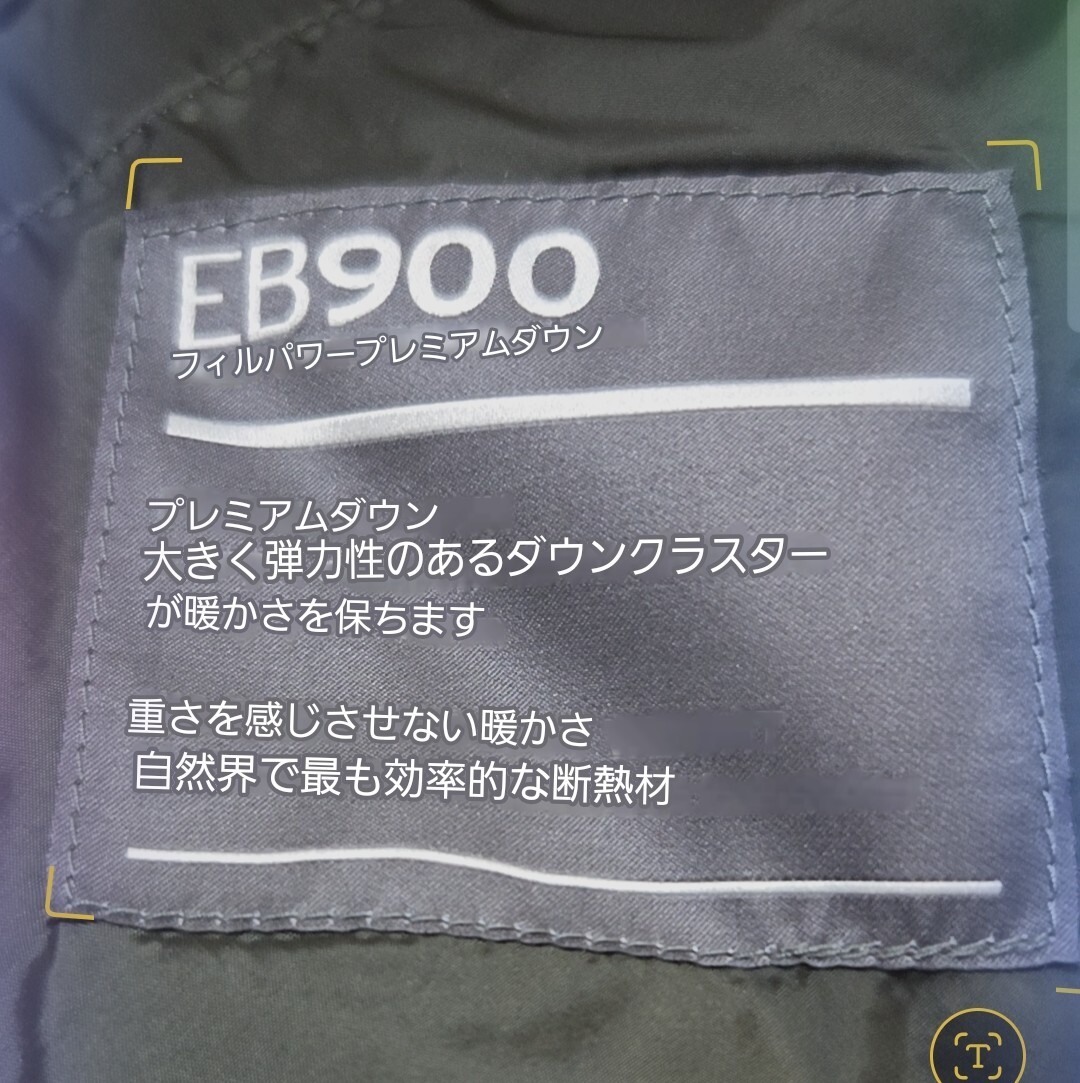 EB900
フィルパワープレミアムダウン
プレミアムダウン
大きく弾力性のあるダウンクラスター
が暖かさを保ちます
重さを感じさせない暖かさ
自然界で最も効率的な断熱材
T